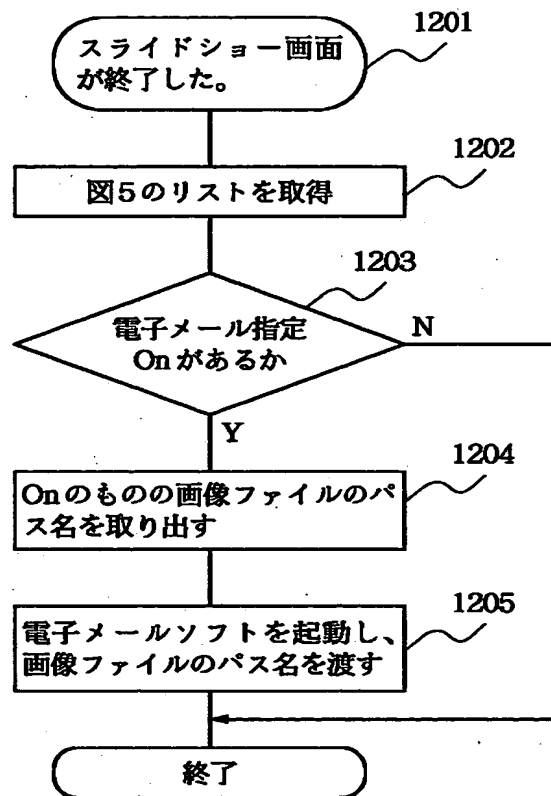 1201
スライドショー画面
が終了した。
1202
図5のリストを取得
1203
電子メール指定
Onがあるか
N
Y
1204
Onのものの画像ファイルのパ
ス名を取り出す
1205
電子メールソフトを起動し、
画像ファイルのパス名を渡す
終了